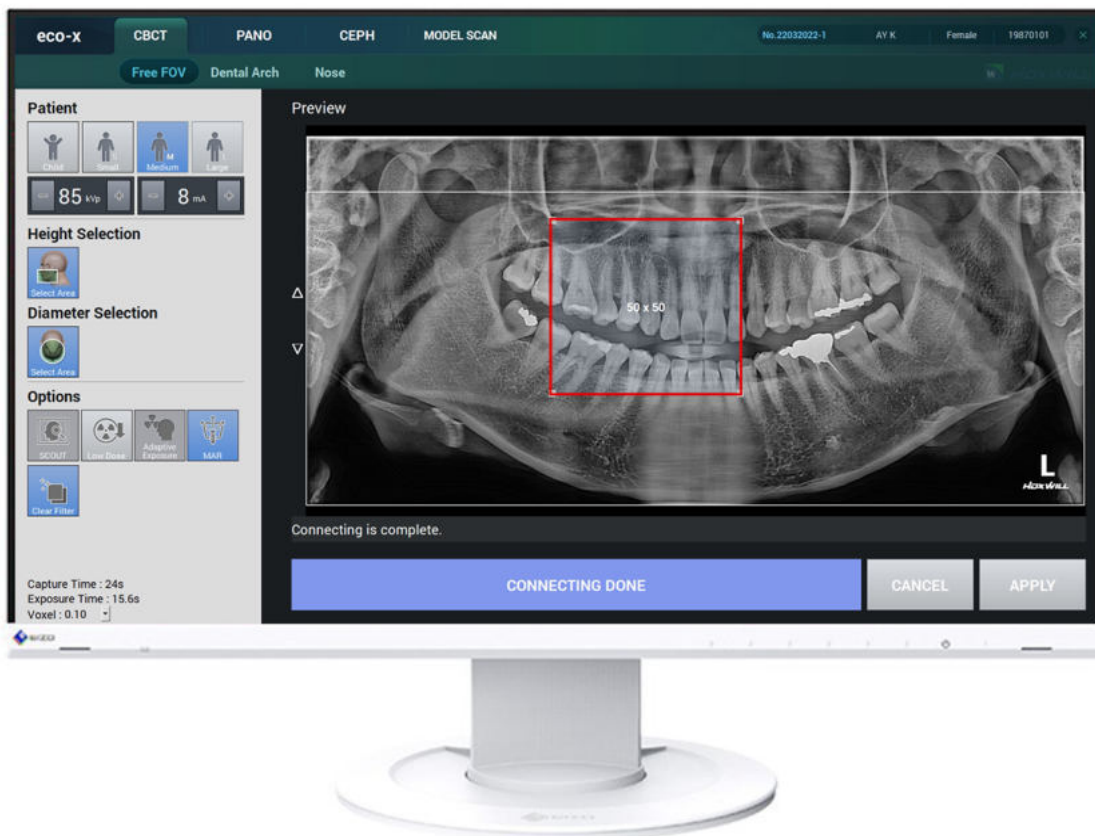 eco-x CBCT PANO CEPH MODEL SCAN No.22032022-1 AY K Female 19870101 ×
Free FOV Dental Arch Nose
Patient
Child Small Medium M Large
85 kVp 8 mA
Height Selection
Select Area
Diameter Selection
Select Area
Options
SCOUT Low Dose Adaptive Exposure MAR
Clear Filter
Capture Time : 24s
Exposure Time : 15.6s
Voxel : 0.10
Preview
50 x 50
L
HDXWILL
Connecting is complete.
CONNECTING DONE CANCEL APPLY
EIZO